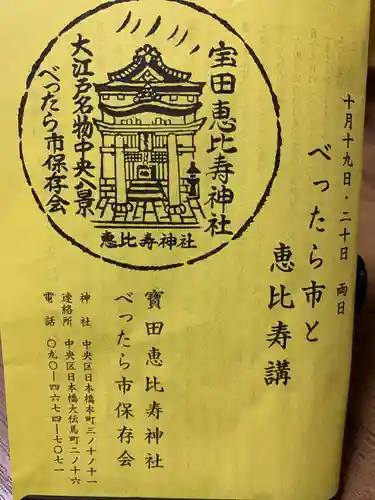 十月十九日・二十日　両日
べったら市と
恵比寿講
宝田恵比寿神社
大江戸名物中央八景
べったら市保存会
恵比寿神社
寶田恵比寿神社
べったら市保存会
神社　中央区日本橋本町三ノ十ノ十一
連絡所　中央区日本橋大伝馬町二ノ十六
電話　〇九〇―四六七四―七〇七一